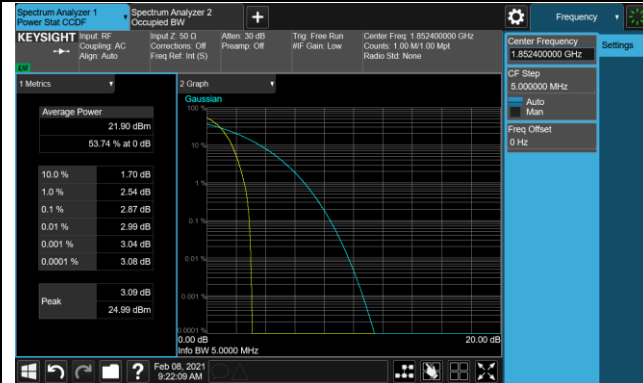 Spectrum Analyzer 1
Power Stat CCDF
Spectrum Analyzer 2
Occupied BW
Frequency
KEYSIGHT
Input: RF
Coupling: AC
Align: Auto
Input Z: 50 Ω
Corrections: Off
Freq Ref: Int (S)
Atten: 30 dB
Preamp: Off
Trig: Free Run
#IF Gain: Low
Center Freq: 1.852400000 GHz
Counts: 1.00 M/1.00 Mpt
Radio Std: None
Center Frequency
1.852400000 GHz
Settings
CF Step
5.000000 MHz
Auto
Man
Freq Offset
0 Hz
1 Metrics
Average Power
21.90 dBm
53.74 % at 0 dB
10.0 % 1.70 dB
1.0 % 2.54 dB
0.1 % 2.87 dB
0.01 % 2.99 dB
0.001 % 3.04 dB
0.0001 % 3.08 dB
Peak
3.09 dB
24.99 dBm
2 Graph
Gaussian
100 %
10 %
1 %
0.1 %
0.01 %
0.001 %
0.0001 %
0.00 dB 20.00 dB
Info BW 5.0000 MHz
?
Feb 08, 2021
9:22:09 AM